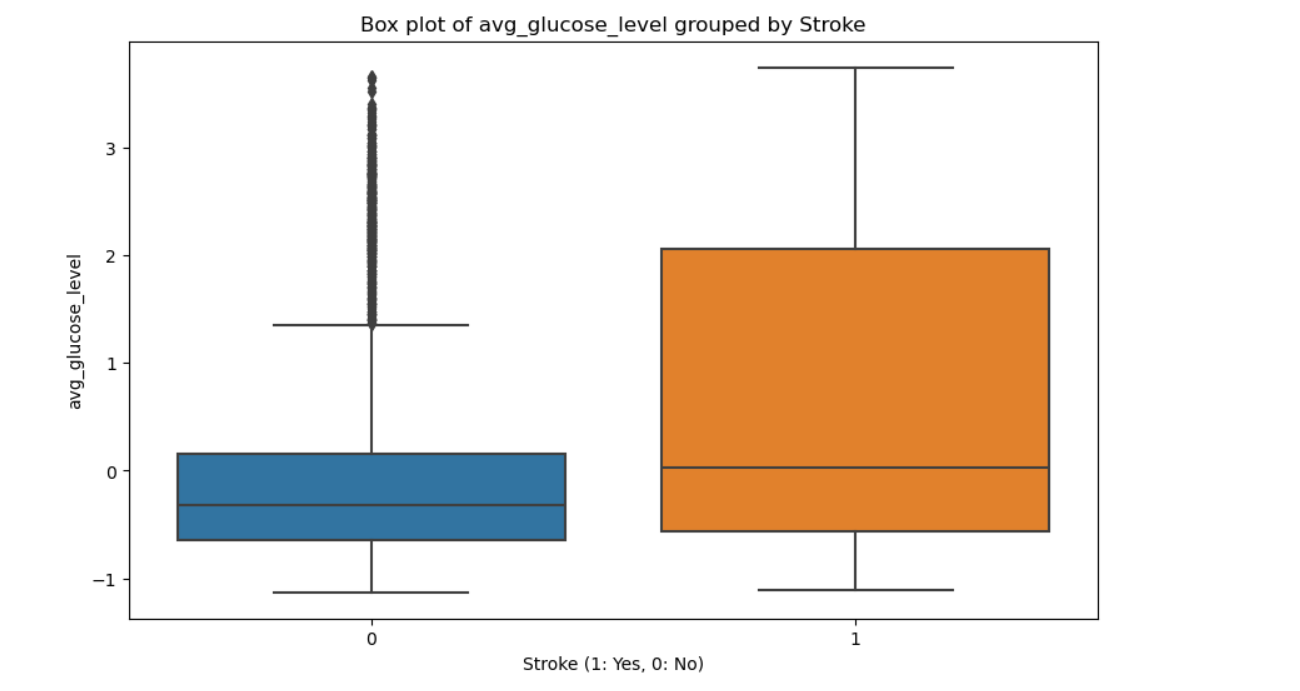 Box plot of avg_glucose_level grouped by Stroke
3
2
1
0
−1
avg_glucose_level
0 1
Stroke (1: Yes, 0: No)